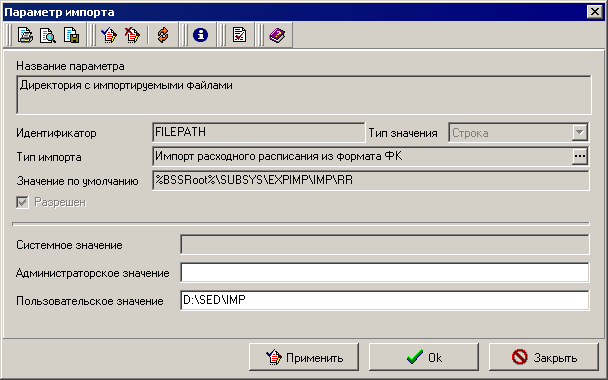 Параметр импорта
Название параметра
Директория с импортируемыми файлами
Идентификатор FILEPATH Тип значения Строка
Тип импорта Импорт расходного расписания из формата ФК ...
Значение по умолчанию %BSSRoot%\SUBSYS\EXPIMP\IMP\RR
Разрешен
Системное значение
Администраторское значение
Пользовательское значение D:\SED\IMP
Применить Ok Закрыть